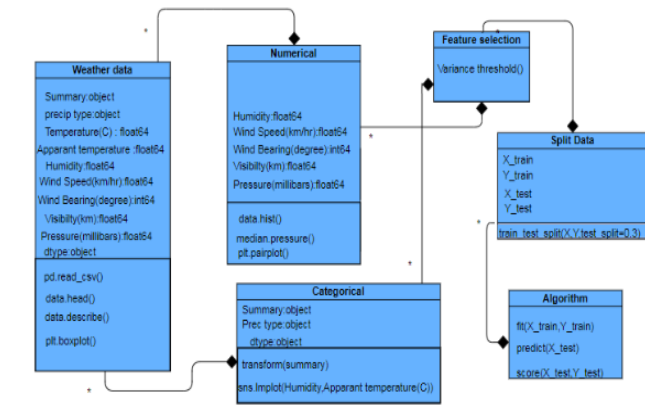 Weather data
Summary:object
precip type:object
Temperature(C) : float64
Apparant temperature :float64
Humidity:float64
Wind Speed(km/hr):float64
Wind Bearing(degree):int64
Visibilty(km):float64
Pressure(millibars):float64
dtype:object
pd.read_csv()
data.head()
data.describe()
plt.boxplot()
*
*
Numerical
Humidity:float64
Wind Speed(km/hr):float64
Wind Bearing(degree):int64
Visibilty(km):float64
Pressure(millibars):float64
data.hist()
median.pressure()
plt.pairplot()
*
Categorical
Summary:object
Prec type:object
dtype:object
transform(summary)
sns.lmplot(Humidity,Apparant temperature(C))
*
Feature selection
*
Variance threshold()
Split Data
X_train
Y_train
X_test
Y_test
train_test_split(X,Y,test_split=0.3)
*
Algorithm
fit(X_train,Y_train)
predict(X_test)
score(X_test,Y_test)